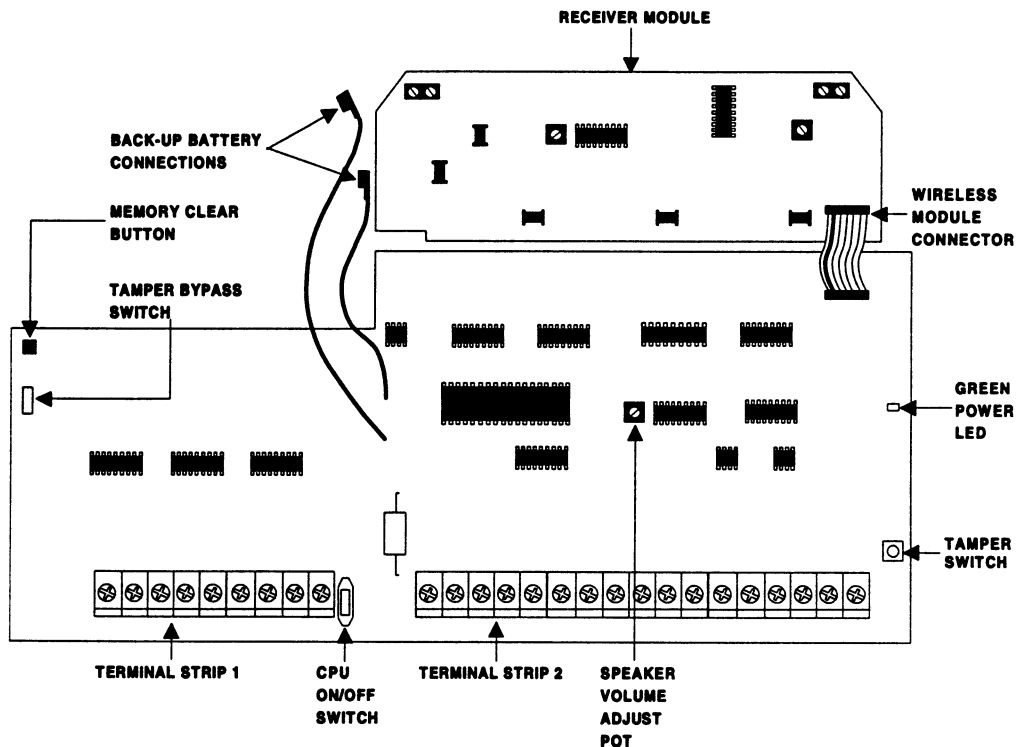 RECEIVER MODULE
BACK-UP BATTERY
CONNECTIONS
MEMORY CLEAR
BUTTON
WIRELESS
MODULE
CONNECTOR
TAMPER BYPASS
SWITCH
GREEN
POWER
LED
TAMPER
SWITCH
TERMINAL STRIP 1
CPU
ON/OFF
SWITCH
TERMINAL STRIP 2
SPEAKER
VOLUME
ADJUST
POT